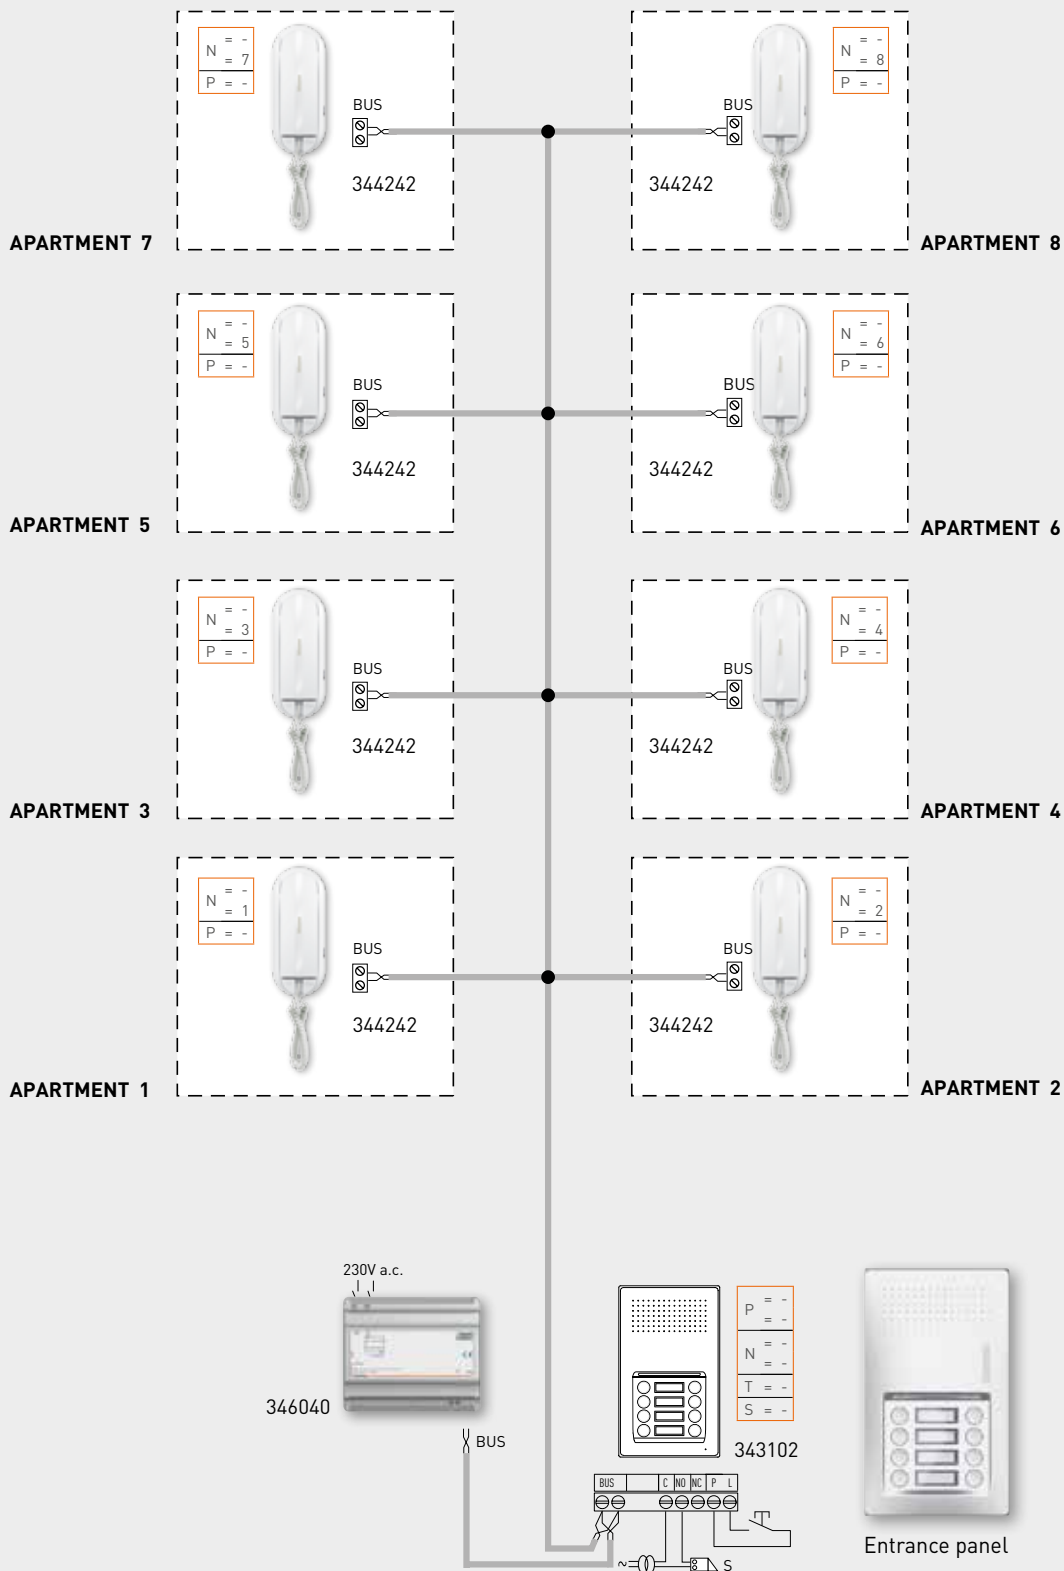 N = -
= 7
P = -
BUS
344242
APARTMENT 7
N = -
= 8
P = -
BUS
344242
APARTMENT 8
N = -
= 5
P = -
BUS
344242
APARTMENT 5
N = -
= 6
P = -
BUS
344242
APARTMENT 6
N = -
= 3
P = -
BUS
344242
APARTMENT 3
N = -
= 4
P = -
BUS
344242
APARTMENT 4
N = -
= 1
P = -
BUS
344242
APARTMENT 1
N = -
= 2
P = -
BUS
344242
APARTMENT 2
230V a.c.
346040
BUS
P = -
= -
N = -
= -
T = -
S = -
343102
BUS C NO NC P L
~ S
Entrance panel